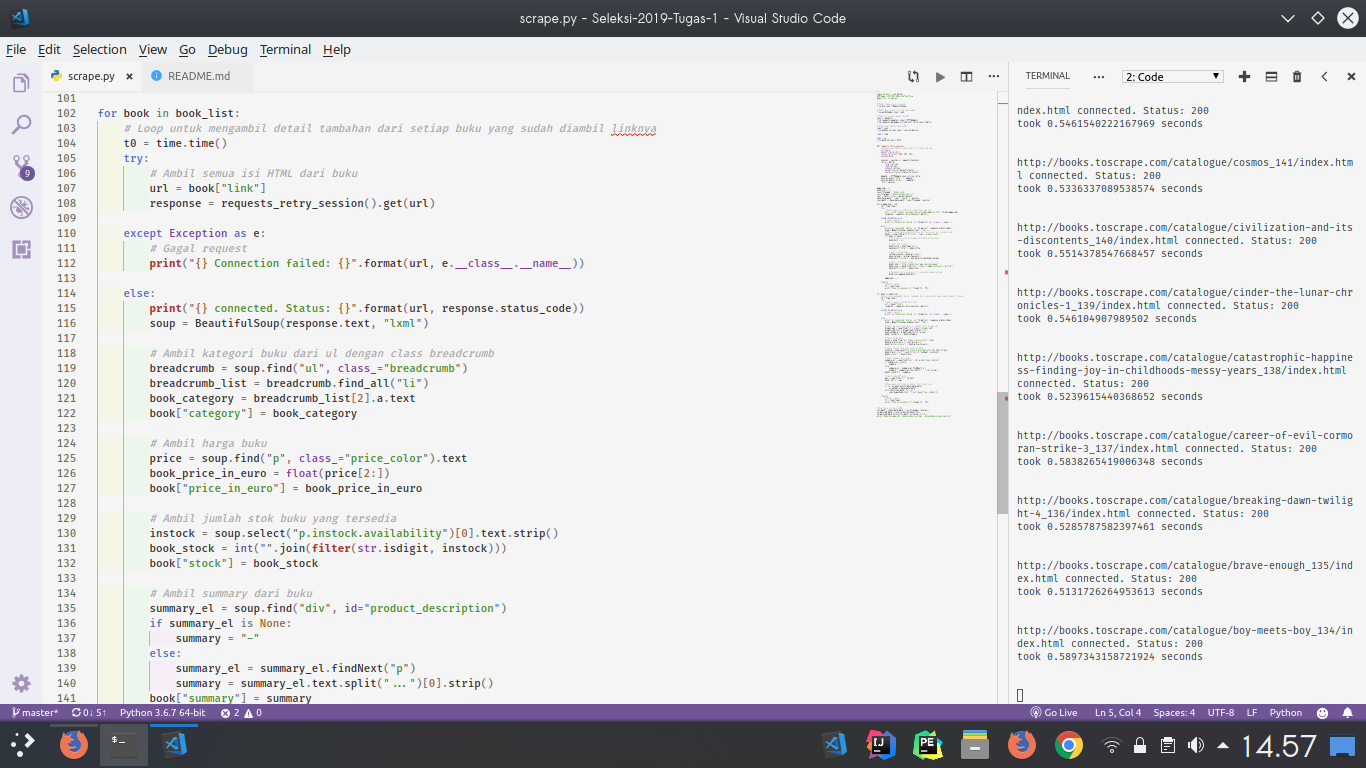 scrape.py - Seleksi-2019-Tugas-1 - Visual Studio Code
File Edit Selection View Go Debug Terminal Help
scrape.py README.md
101
102 for book in book_list:
103 # Loop untuk mengambil detail tambahan dari setiap buku yang sudah diambil linknya
104 t0 = time.time()
105 try:
106 # Ambil semua isi HTML dari buku
107 url = book["link"]
108 response = requests_retry_session().get(url)
109
110 except Exception as e:
111 # Gagal request
112 print("{} Connection failed: {}".format(url, e.__class__.__name__))
113
114 else:
115 print("{} connected. Status: {}".format(url, response.status_code))
116 soup = BeautifulSoup(response.text, "lxml")
117
118 # Ambil kategori buku dari ul dengan class breadcrumb
119 breadcrumb = soup.find("ul", class_="breadcrumb")
120 breadcrumb_list = breadcrumb.find_all("li")
121 book_category = breadcrumb_list[2].a.text
122 book["category"] = book_category
123
124 # Ambil harga buku
125 price = soup.find("p", class_="price_color").text
126 book_price_in_euro = float(price[2:])
127 book["price_in_euro"] = book_price_in_euro
128
129 # Ambil jumlah stok buku yang tersedia
130 instock = soup.select("p.instock.availability")[0].text.strip()
131 book_stock = int("".join(filter(str.isdigit, instock)))
132 book["stock"] = book_stock
133
134 # Ambil summary dari buku
135 summary_el = soup.find("div", id="product_description")
136 if summary_el is None:
137 summary = "-"
138 else:
139 summary_el = summary_el.findNext("p")
140 summary = summary_el.text.split("...")[0].strip()
141 book["summary"] = summary
TERMINAL ... 2: Code
ndex.html connected. Status: 200
took 0.5461540222167969 seconds
http://books.toscrape.com/catalogue/cosmos_141/index.htm
l connected. Status: 200
took 0.5336337089538574 seconds
http://books.toscrape.com/catalogue/civilization-and-its
-discontents_140/index.html connected. Status: 200
took 0.5514378547668457 seconds
http://books.toscrape.com/catalogue/cinder-the-lunar-chr
onicles-1_139/index.html connected. Status: 200
took 0.546104907989502 seconds
http://books.toscrape.com/catalogue/catastrophic-happine
ss-finding-joy-in-childhoods-messy-years_138/index.html
connected. Status: 200
took 0.5239615440368652 seconds
http://books.toscrape.com/catalogue/career-of-evil-cormo
ran-strike-3_137/index.html connected. Status: 200
took 0.5838265419006348 seconds
http://books.toscrape.com/catalogue/breaking-dawn-twilig
ht-4_136/index.html connected. Status: 200
took 0.5285787582397461 seconds
http://books.toscrape.com/catalogue/brave-enough_135/ind
ex.html connected. Status: 200
took 0.5131726264953613 seconds
http://books.toscrape.com/catalogue/boy-meets-boy_134/in
dex.html connected. Status: 200
took 0.5897343158721924 seconds
9
master* 0↓ 5↑ Python 3.6.7 64-bit 2 0 Go Live Ln 5, Col 4 Spaces: 4 UTF-8 LF Python
14.57